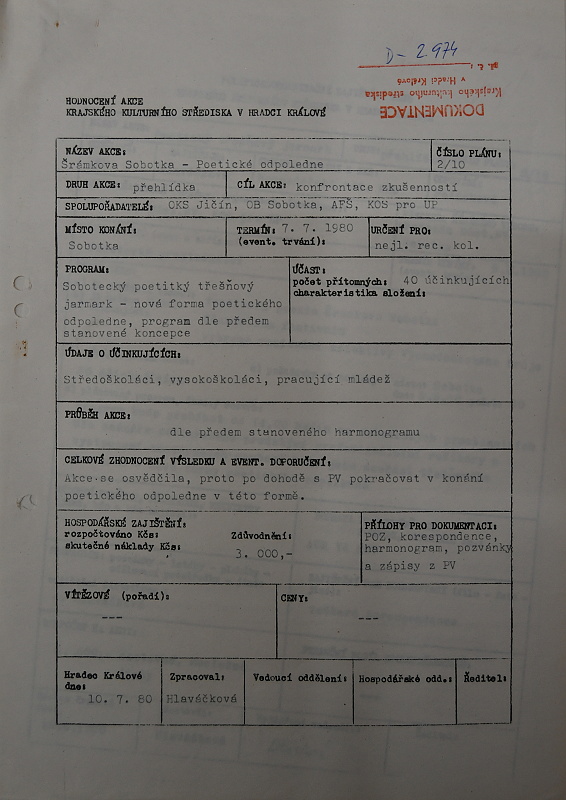 D-2974
DOKUMENTACE
Krajského kulturního střediska
v Hradci Králové
HODNOCENÍ AKCE
KRAJSKÉHO KULTURNÍHO STŘEDISKA V HRADCI KRÁLOVÉ
NÁZEV AKCE:
Šrámkova Sobotka - Poetické odpoledne
ČÍSLO PLÁNU:
2/10
DRUH AKCE: přehlídka
CÍL AKCE: konfrontace zkušeností
SPOLUPOŘADATELÉ: OKS Jičín, OB Sobotka, AFŠ, KOS pro UP
MÍSTO KONÁNÍ:
Sobotka
TERMÍN: 7. 7. 1980
(event. trvání):
URČENÍ PRO:
nejl. rec. kol.
PROGRAM:
Sobotecký poetitký třešňový
jarmark - nová forma poetického
odpoledne, program dle předem
stanovené koncepce
ÚČAST:
počet přítomných: 40 účinkujících
charakteristika složení:
ÚDAJE O ÚČINKUJÍCÍCH:
Středoškoláci, vysokoškoláci, pracující mládež
PRŮBĚH AKCE:
dle předem stanoveného harmonogramu
CELKOVÉ ZHODNOCENÍ VÝSLEDKU A EVENT. DOPORUČENÍ:
Akce se osvědčila, proto po dohodě s PV pokračovat v konání
poetického odpoledne v této formě.
HOSPODÁŘSKÉ ZAJIŠTĚNÍ:
rozpočtováno Kčs:
skutečné náklady Kčs:
Zdůvodnění:
3. 000,-
PŘÍLOHY PRO DOKUMENTACI:
POZ, korespondence,
harmonogram, pozvánky
a zápisy z PV
VÍTĚZOVÉ (pořadí):
---
CENY:
---
Hradec Králové
dne:
10. 7. 80
Zpracoval:
Hlaváčková
Vedoucí oddělení:
Hospodářské odd.:
Ředitel: